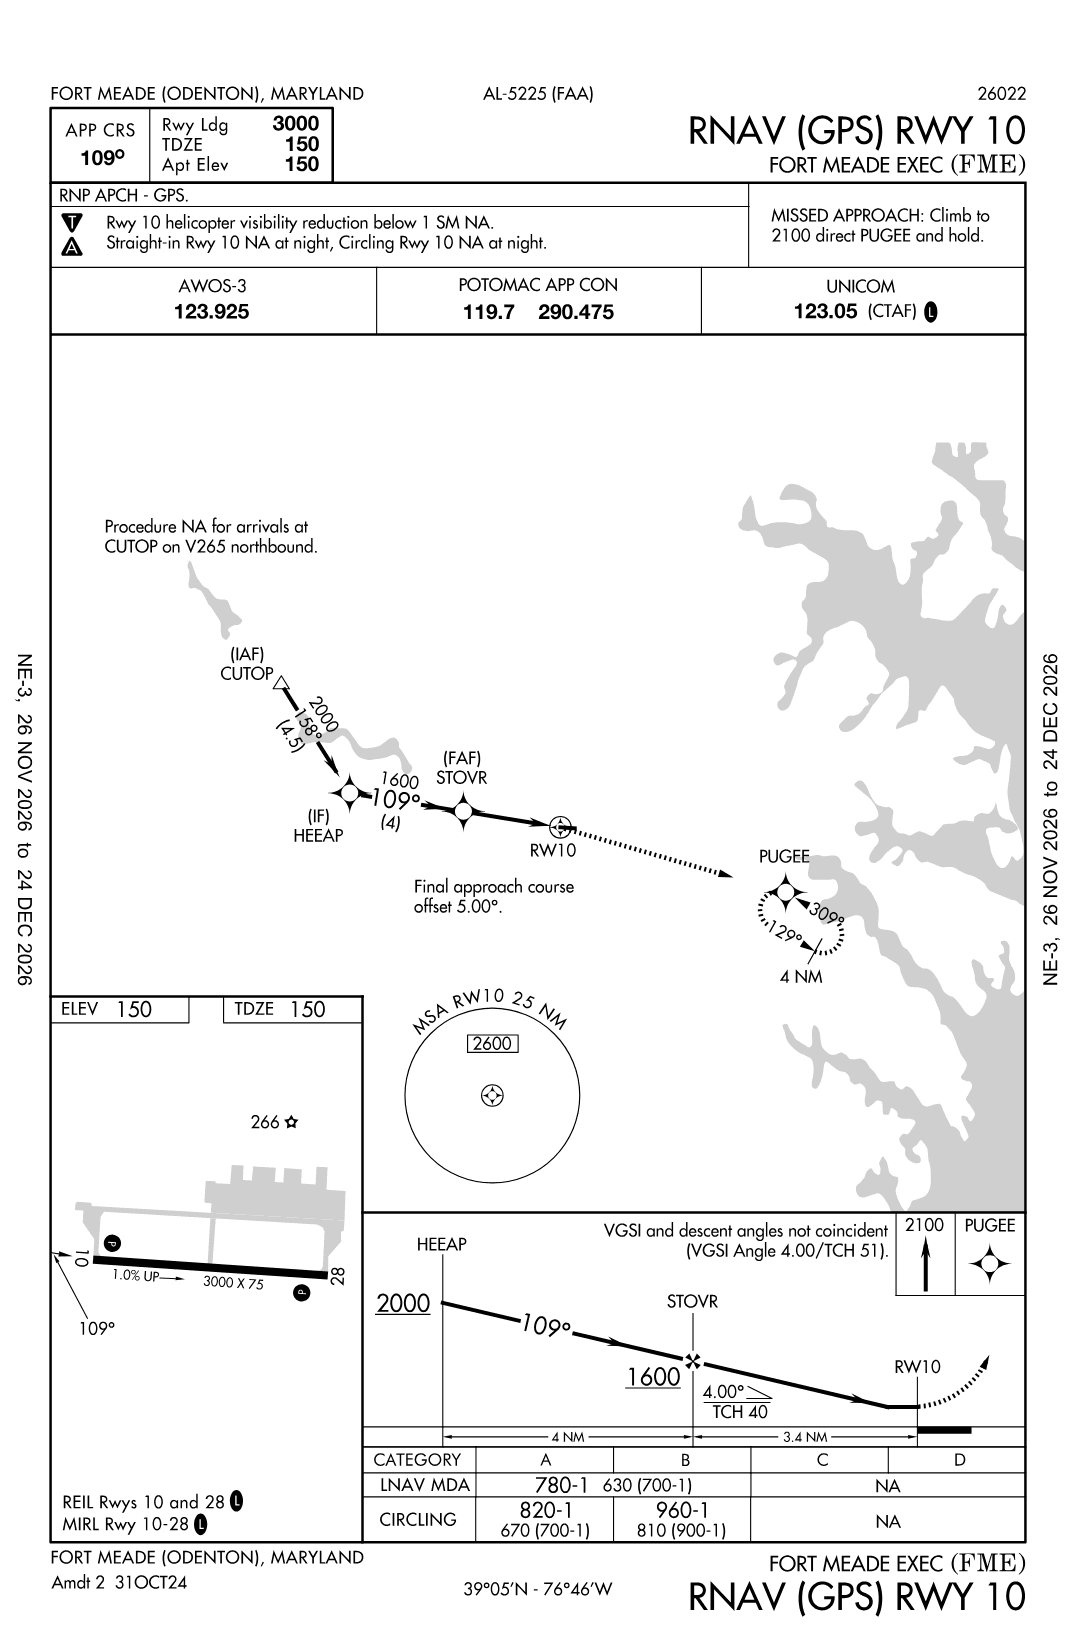 FORT MEADE (ODENTON), MARYLAND
AL-5225 (FAA)
26022
APP CRS
109°
Rwy Ldg 3000
TDZE 150
Apt Elev 150
RNAV (GPS) RWY 10
FORT MEADE EXEC (FME)
RNP APCH - GPS.
T
Rwy 10 helicopter visibility reduction below 1 SM NA.
A
Straight-in Rwy 10 NA at night, Circling Rwy 10 NA at night.
MISSED APPROACH: Climb to
2100 direct PUGEE and hold.
AWOS-3
123.925
POTOMAC APP CON
119.7 290.475
UNICOM
123.05 (CTAF) L
Procedure NA for arrivals at
CUTOP on V265 northbound.
(IAF)
CUTOP
2000
158°
(4.5)
(IF)
HEEAP
1600
109°
(4)
(FAF)
STOVR
RW10
PUGEE
309°
129°
4 NM
Final approach course
offset 5.00°.
NE-3, 26 NOV 2026 to 24 DEC 2026
NE-3, 26 NOV 2026 to 24 DEC 2026
MSA RW10 25 NM
2600
ELEV 150
TDZE 150
266
P
10
1.0% UP
3000 X 75
28
P
109°
REIL Rwys 10 and 28 L
MIRL Rwy 10-28 L
VGSI and descent angles not coincident
(VGSI Angle 4.00/TCH 51).
2100
PUGEE
HEEAP
2000
109°
STOVR
1600
4.00°
TCH 40
RW10
4 NM
3.4 NM
CATEGORY A B C D
LNAV MDA 780-1 630 (700-1) NA
CIRCLING 820-1 960-1 NA
670 (700-1) 810 (900-1)
FORT MEADE (ODENTON), MARYLAND
Amdt 2 31OCT24
39°05'N - 76°46'W
FORT MEADE EXEC (FME)
RNAV (GPS) RWY 10